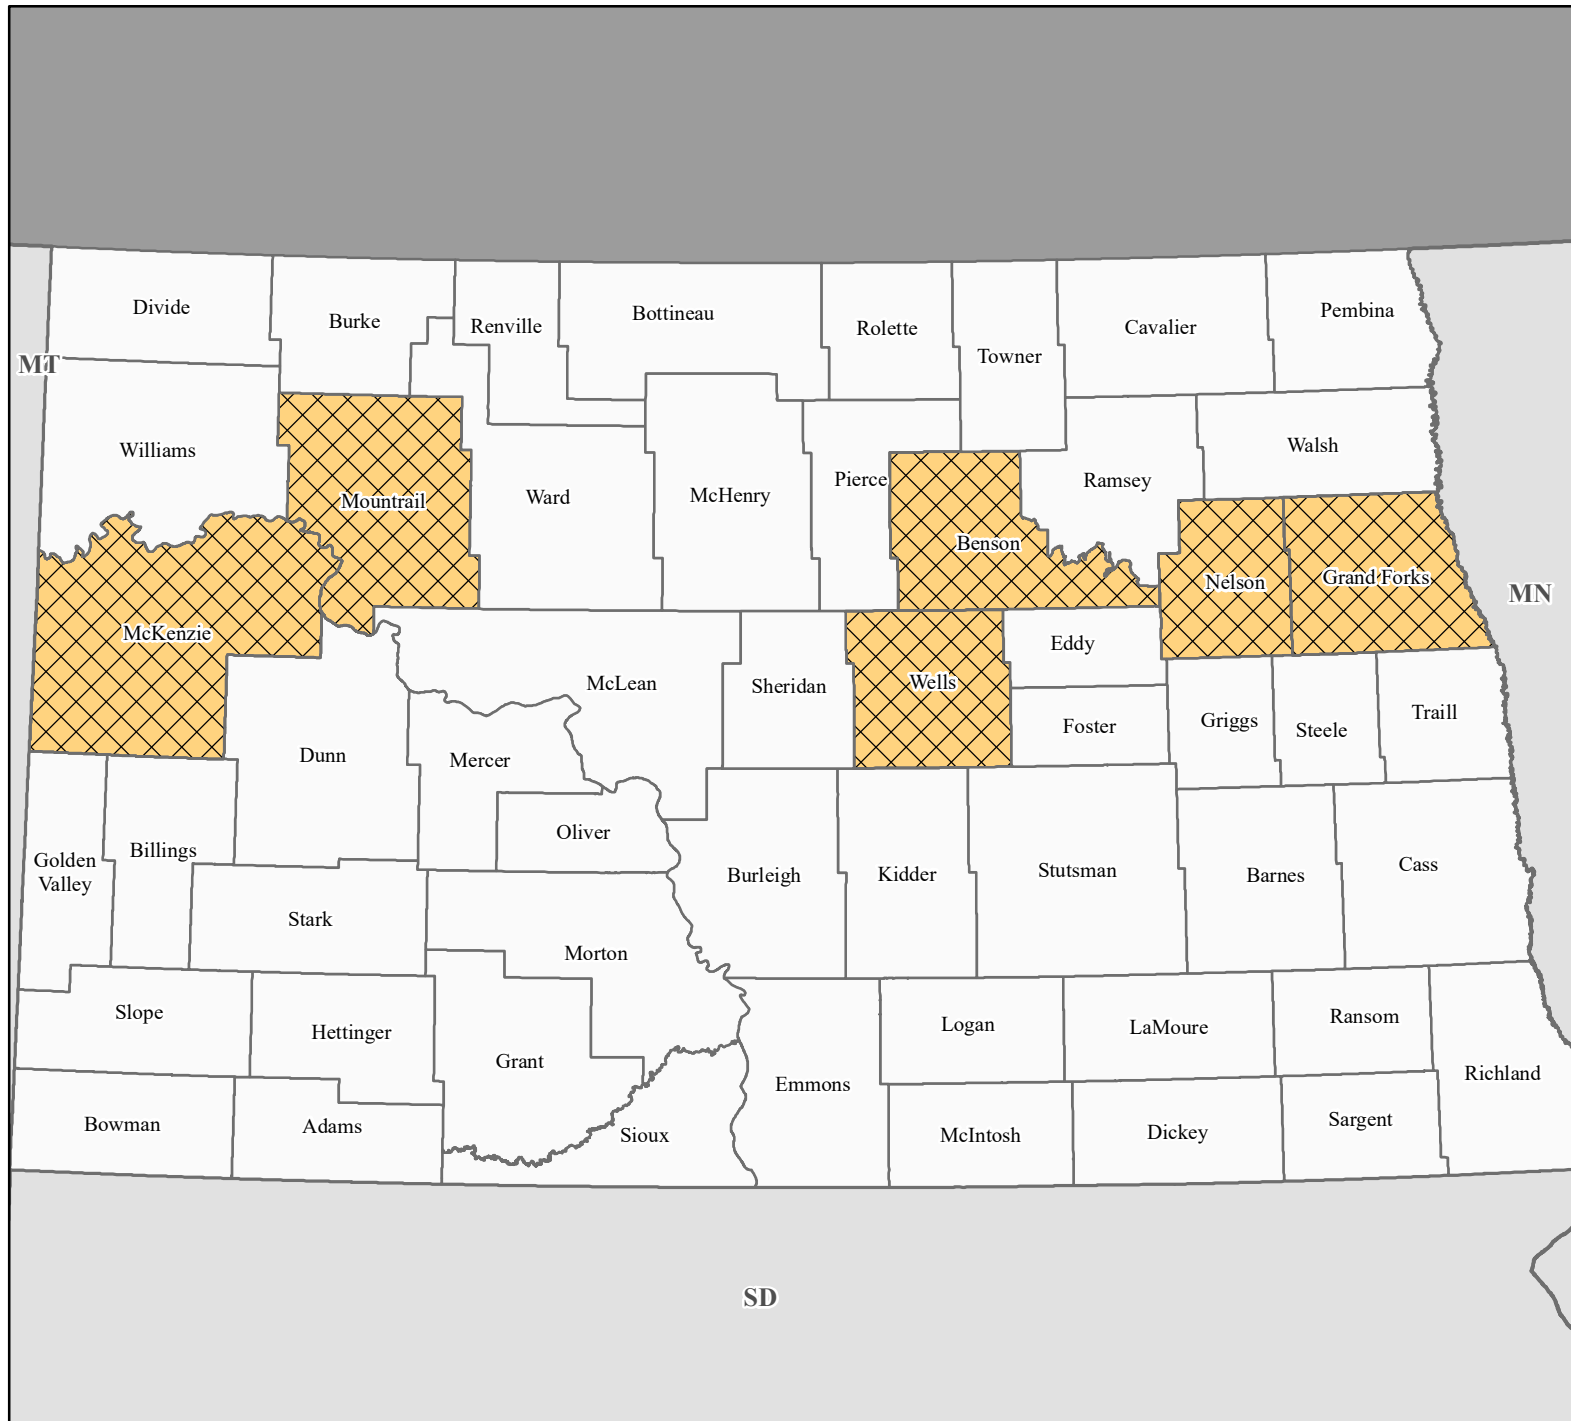 Divide
Burke
Renville
Bottineau
Rolette
Towner
Cavalier
Pembina
MT
Williams
Mountrail
Ward
McHenry
Pierce
Benson
Ramsey
Walsh
Nelson
Grand Forks
MN
McKenzie
McLean
Sheridan
Wells
Eddy
Foster
Griggs
Steele
Traill
Dunn
Mercer
Oliver
Golden
Valley
Billings
Stark
Morton
Burleigh
Kidder
Stutsman
Barnes
Cass
Slope
Hettinger
Grant
Logan
LaMoure
Ransom
Richland
Emmons
Bowman
Adams
Sioux
McIntosh
Dickey
Sargent
SD